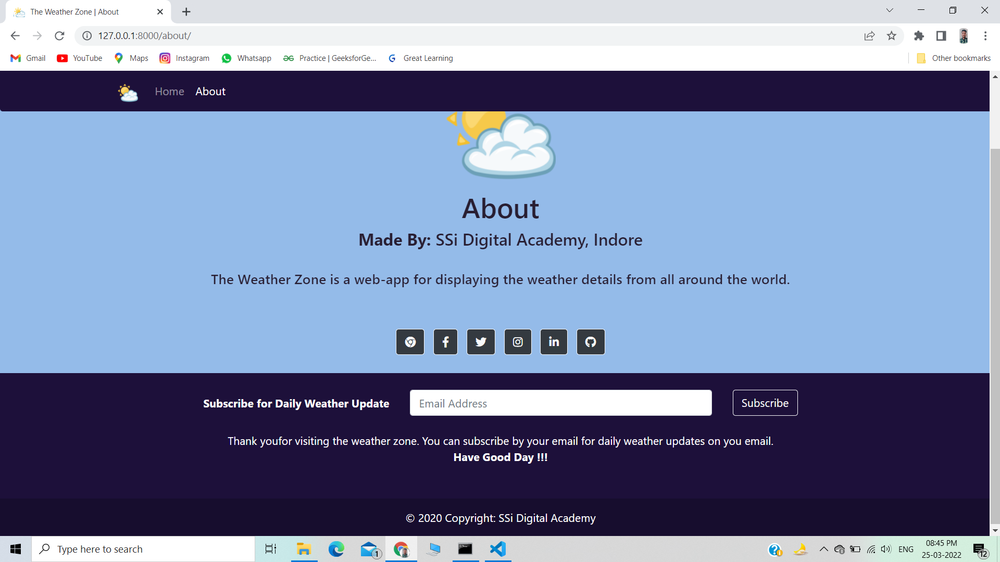 The Weather Zone | About
127.0.0.1:8000/about/
Gmail YouTube Maps Instagram Whatsapp Practice | GeeksforGe... Great Learning Other bookmarks
Home About
About
Made By: SSi Digital Academy, Indore
The Weather Zone is a web-app for displaying the weather details from all around the world.
Subscribe for Daily Weather Update Email Address Subscribe
Thank youfor visiting the weather zone. You can subscribe by your email for daily weather updates on you email.
Have Good Day !!!
© 2020 Copyright: SSi Digital Academy
Type here to search 1 ENG 08:45 PM
25-03-2022 12